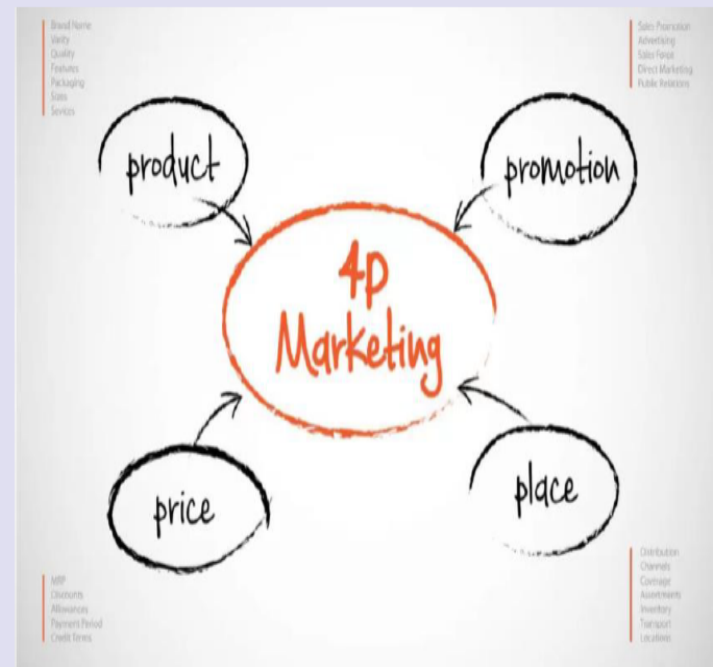 Brand Name
Varity
Quality
Features
Packaging
Sizes
Services
Sales Promotion
Advertising
Sales Force
Direct Marketing
Public Relations
product
promotion
4p
Marketing
price
place
MRP
Discounts
Allowances
Payment Period
Credit Terms
Distribution
Channels
Coverage
Inventory
Transport
Locations